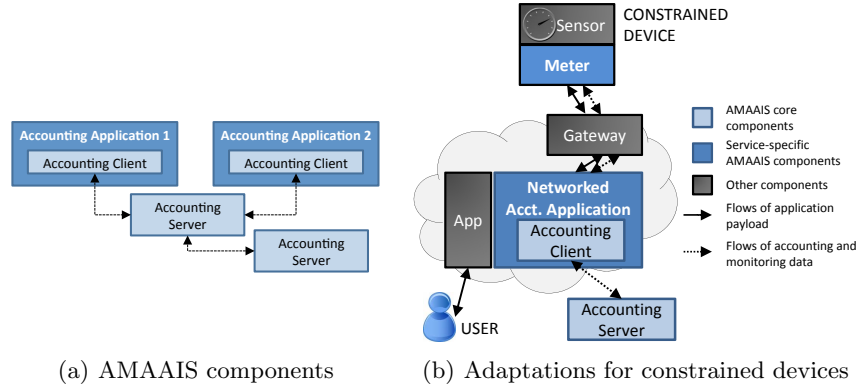 Accounting Application 1
Accounting Client
Accounting Application 2
Accounting Client
Accounting
Server
Accounting
Server
(a) AMAAIS components
Sensor
CONSTRAINED
DEVICE
Meter
Gateway
App
Networked
Acct. Application
Accounting
Client
USER
Accounting
Server
AMAAIS core
components
Service-specific
AMAAIS components
Other components
Flows of application
payload
Flows of accounting and
monitoring data
(b) Adaptations for constrained devices